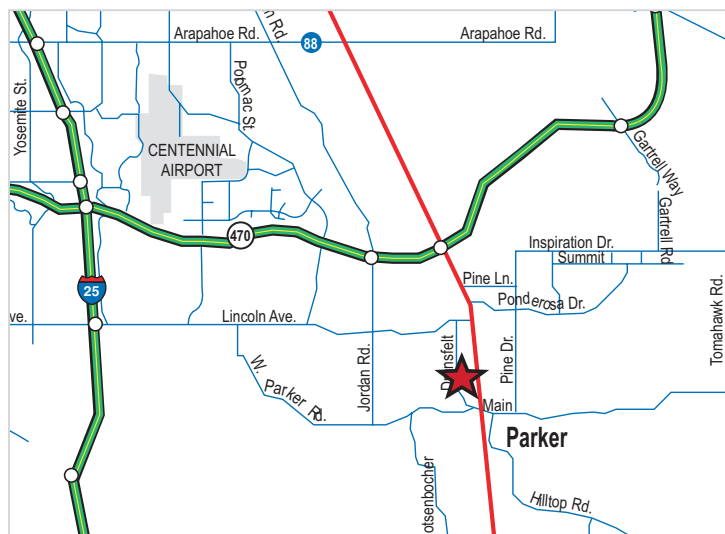 Arapahoe Rd.
88
Arapahoe Rd.
Yosemite St.
Potomac St
CENTENNIAL
AIRPORT
Gartrell Way
Gartrell Rd
470
Inspiration Dr.
Summit
Pine Ln.
Ponderosa Dr.
25
Tomahawk Rd.
Lincoln Ave.
Pine Dr.
W. Parker Rd.
Jordan Rd.
Main
Parker
Hilltop Rd.